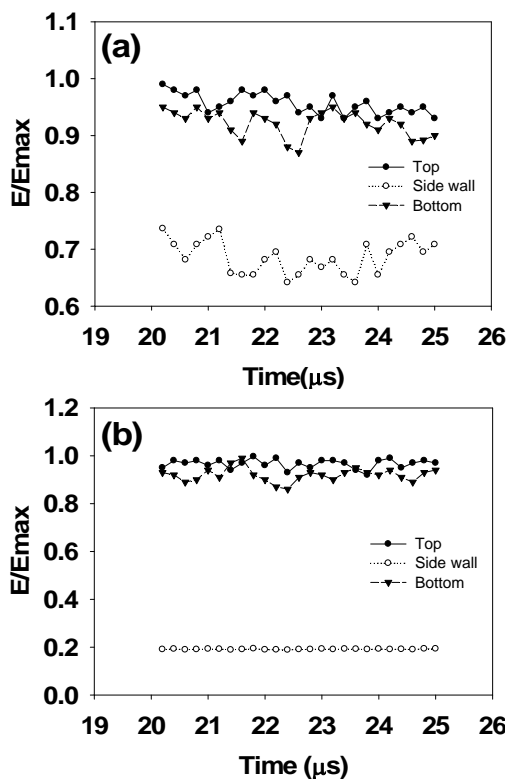 (a)
E/Emax
1.1
1.0
0.9
0.8
0.7
0.6
Top
Side wall
Bottom
19 20 21 22 23 24 25 26
Time(μs)
(b)
E/Emax
1.2
1.0
0.8
0.6
0.4
0.2
0.0
Top
Side wall
Bottom
19 20 21 22 23 24 25 26
Time (μs)